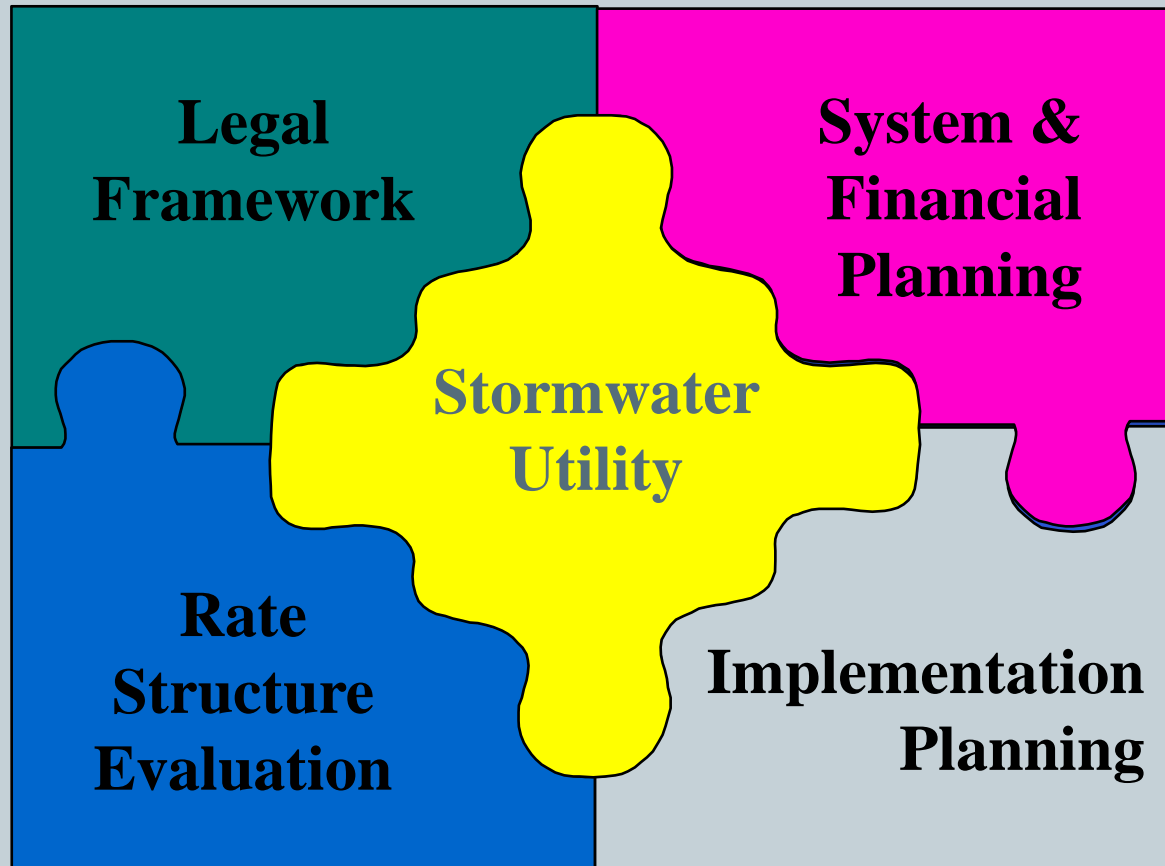 Legal
Framework
System &
Financial
Planning
Stormwater
Utility
Rate
Structure
Evaluation
Implementation
Planning